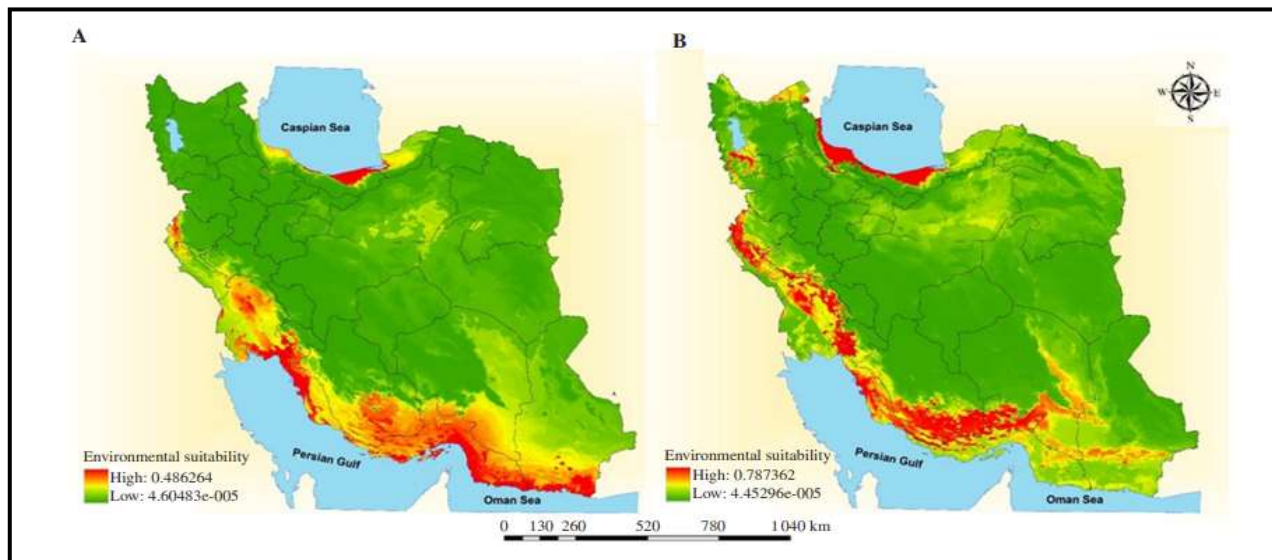 A
B
N
W E
S
Caspian Sea
Caspian Sea
Environmental suitability
High: 0.486264
Low: 4.60483e-005
Persian Gulf
Oman Sea
Environmental suitability
High: 0.787362
Low: 4.45296e-005
Persian Gulf
Oman Sea
0 130 260 520 780 1 040 km